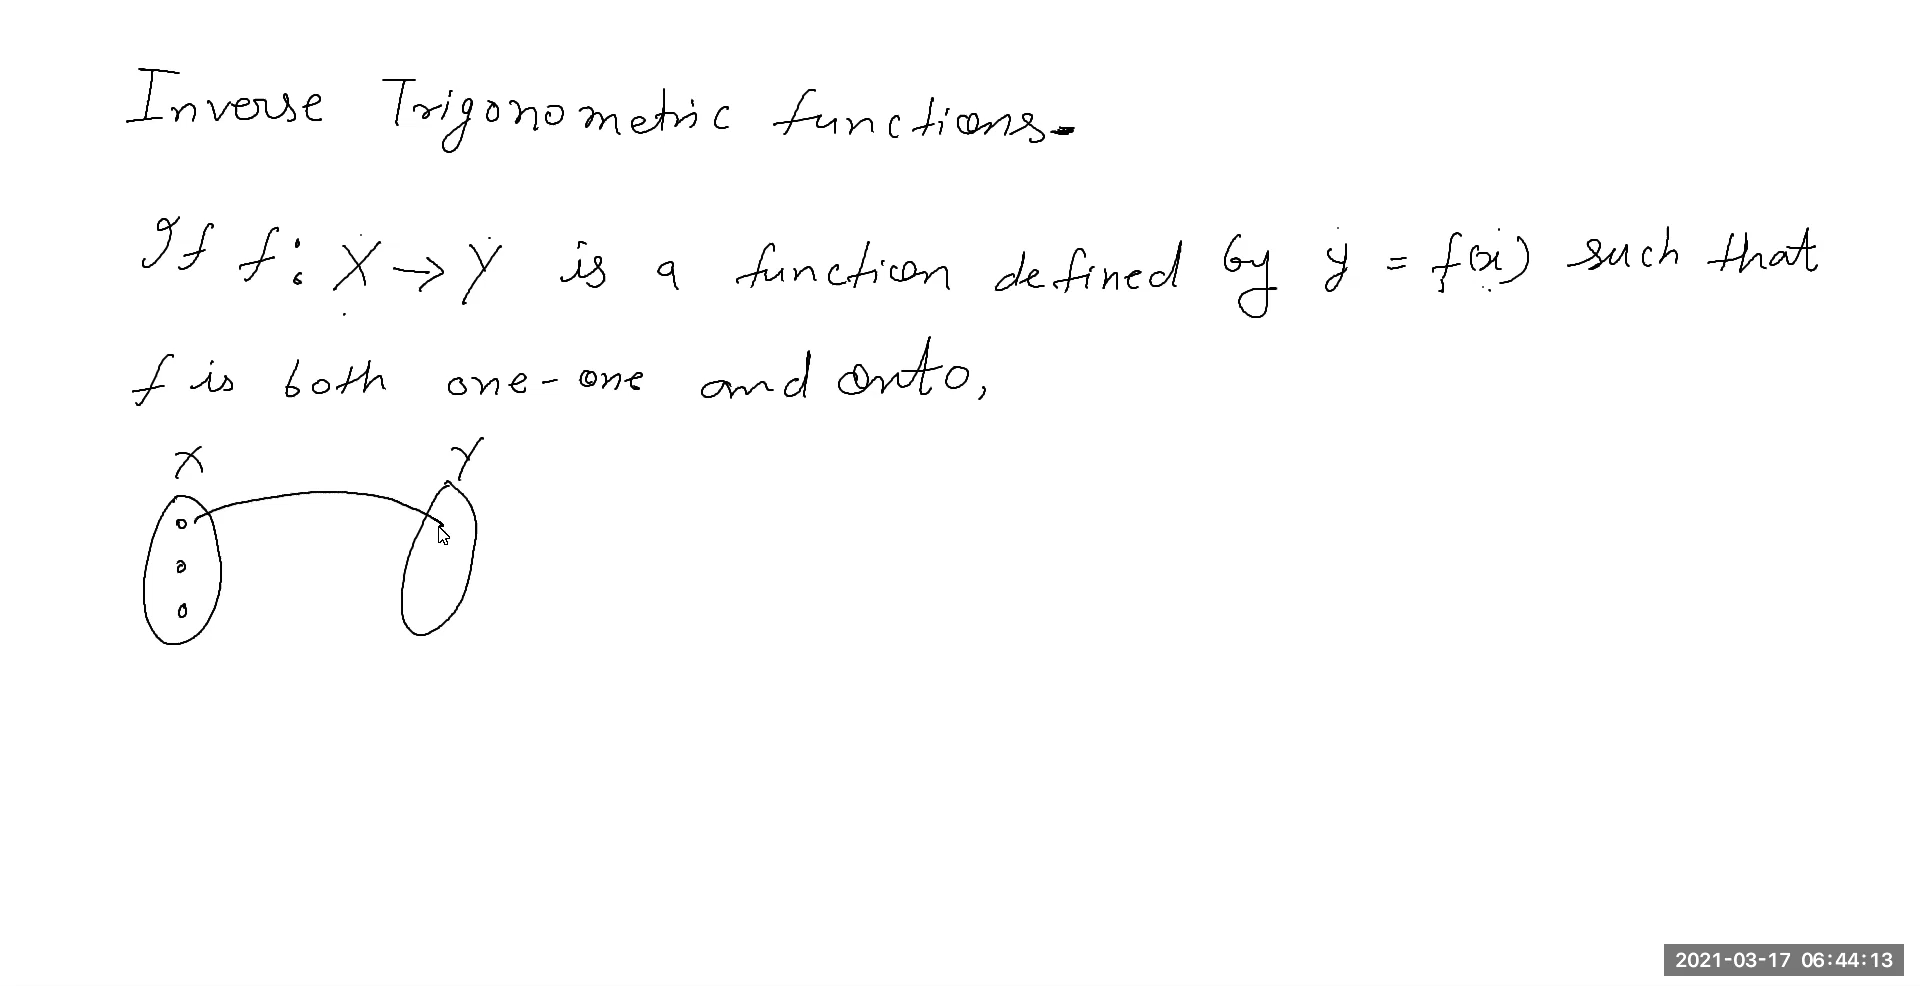 Inverse Trigonometric functions-
If f: X → Y is a function defined by y = f(x) such that
f is both one-one and onto,
X Y
2021-03-17 06:44:13